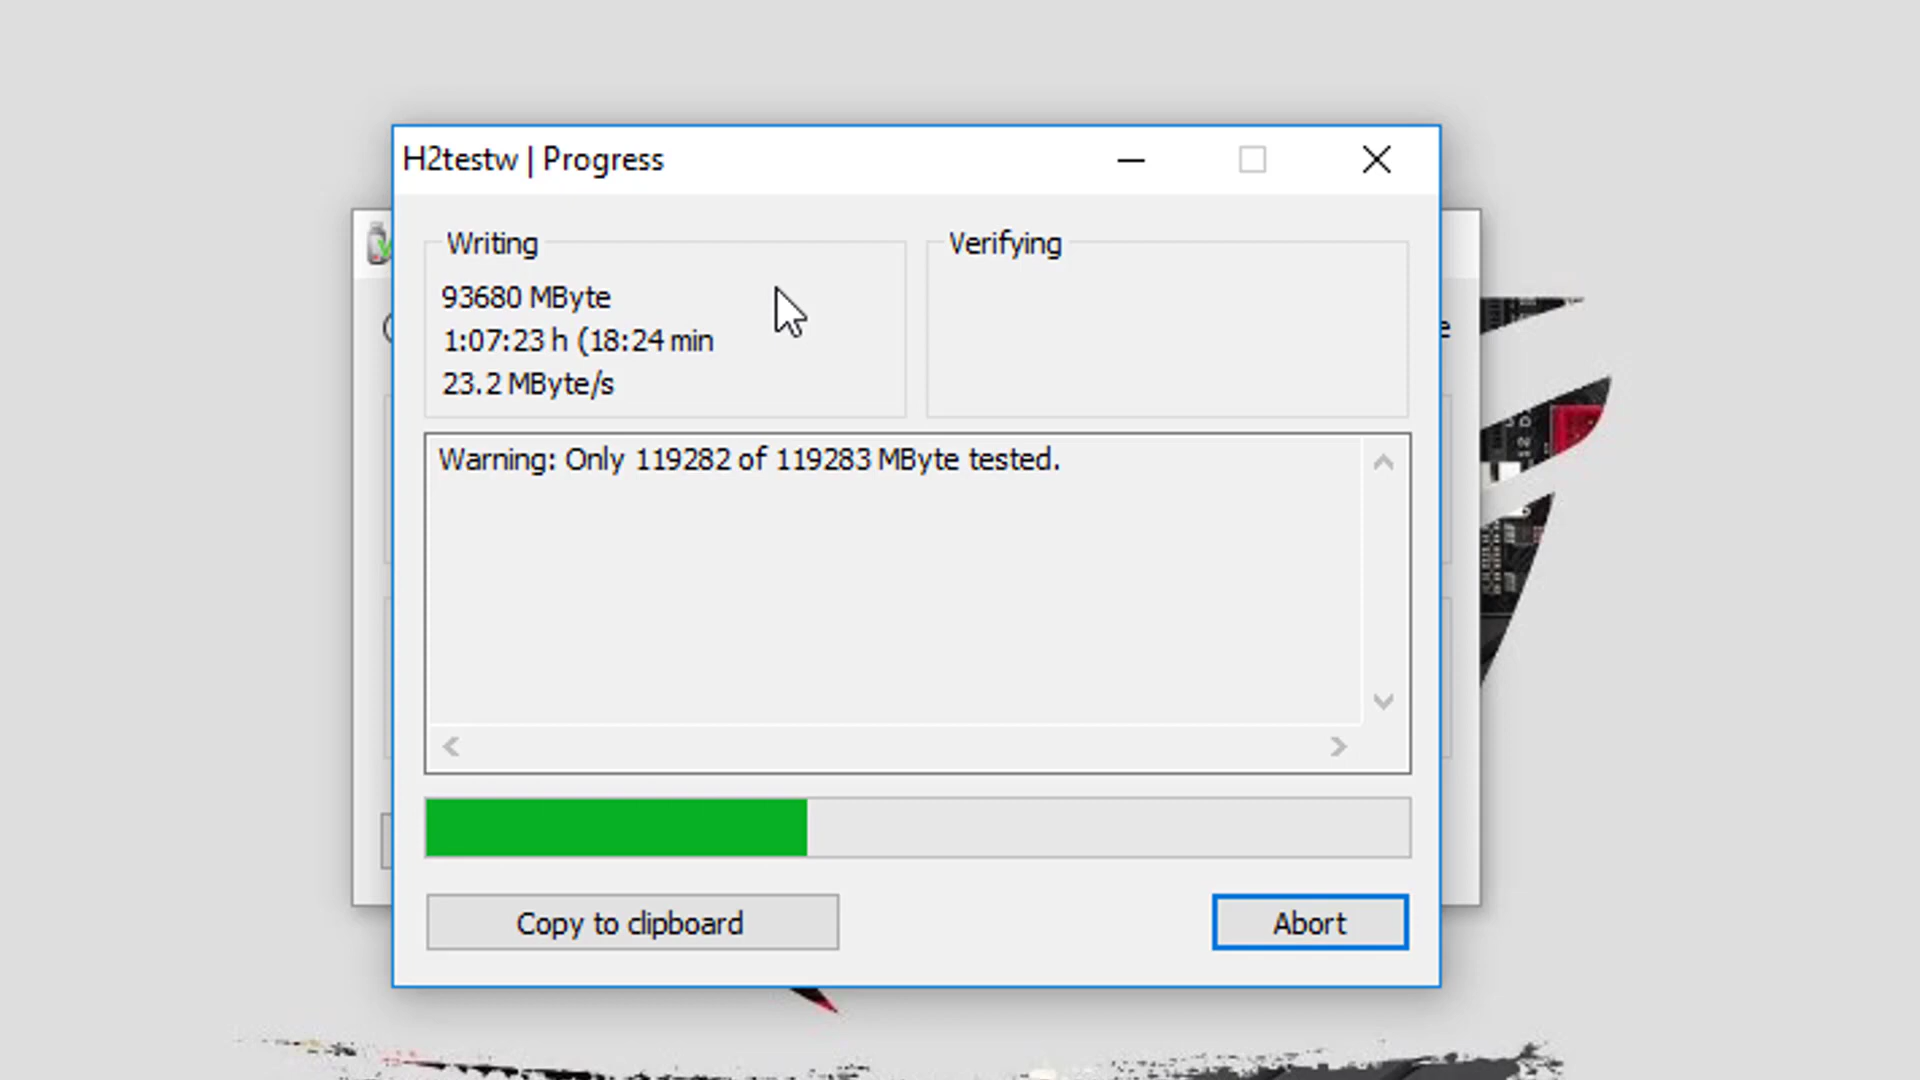 H2testw | Progress
Writing
93680 MByte
1:07:23 h (18:24 min
23.2 MByte/s
Verifying
Warning: Only 119282 of 119283 MByte tested.
Copy to clipboard
Abort